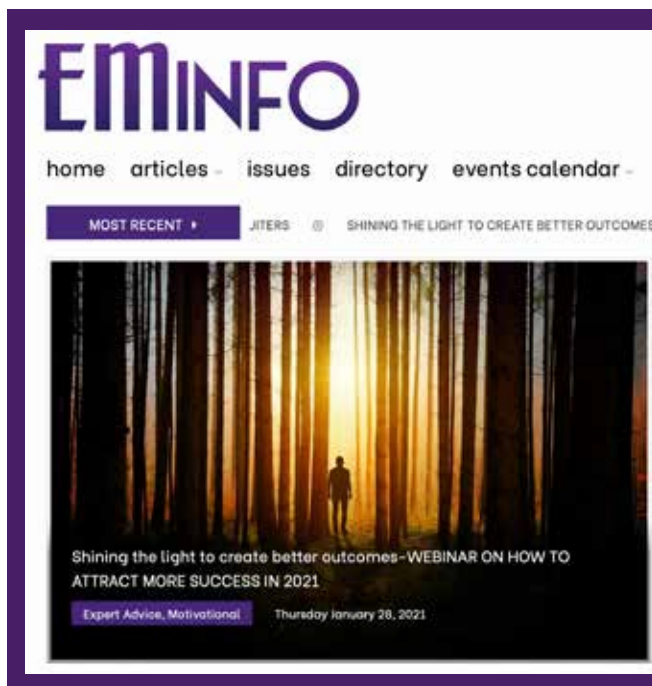 EMINFO
home articles issues directory events calendar
MOST RECENT JITERS SHINING THE LIGHT TO CREATE BETTER OUTCOMES
Shining the light to create better outcomes-WEBINAR ON HOW TO
ATTRACT MORE SUCCESS IN 2021
Expert Advice, Motivational Thursday January 28, 2021